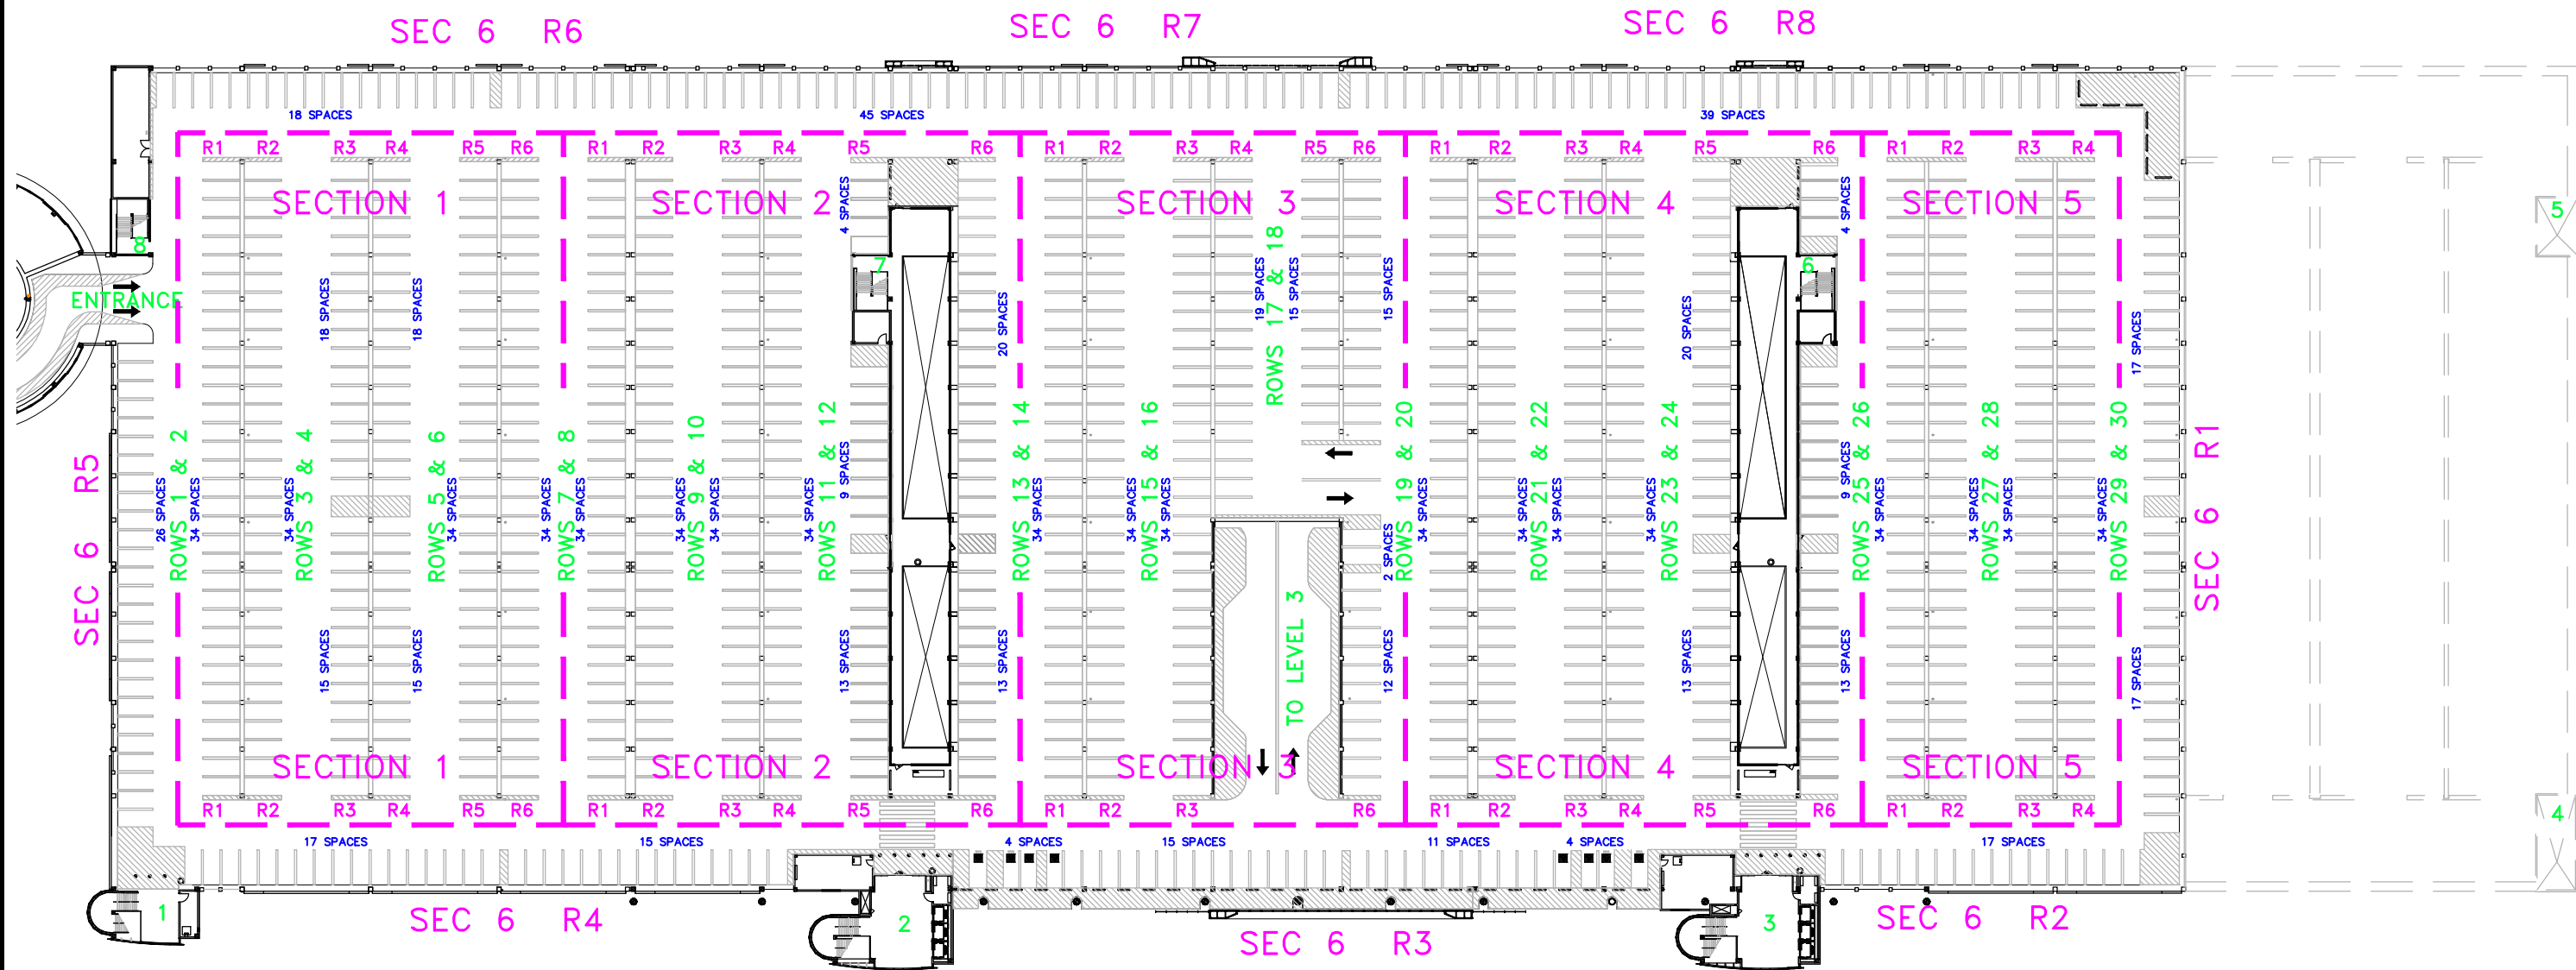 SEC 6 R6
SEC 6 R7
SEC 6 R8
18 SPACES
45 SPACES
39 SPACES
R1 R2 R3 R4 R5 R6
R1 R2 R3 R4 R5 R6
R1 R2 R3 R4 R5 R6
R1 R2 R3 R4 R5 R6
R1 R2 R3 R4
SECTION 1
SECTION 2
SECTION 3
SECTION 4
SECTION 5
4 SPACES
4 SPACES
5
8
7
6
ENTRANCE
18 SPACES
18 SPACES
20 SPACES
19 SPACES
ROWS 17 & 18
15 SPACES
15 SPACES
20 SPACES
17 SPACES
SEC 6 R5
26 SPACES
ROWS 1 & 2
34 SPACES
34 SPACES
ROWS 3 & 4
ROWS 5 & 6
34 SPACES
34 SPACES
ROWS 7 & 8
34 SPACES
34 SPACES
ROWS 9 & 10
34 SPACES
34 SPACES
ROWS 11 & 12
9 SPACES
ROWS 13 & 14
34 SPACES
34 SPACES
ROWS 15 & 16
34 SPACES
2 SPACES
ROWS 19 & 20
34 SPACES
34 SPACES
ROWS 21 & 22
34 SPACES
34 SPACES
ROWS 23 & 24
9 SPACES
ROWS 25 & 26
34 SPACES
34 SPACES
ROWS 27 & 28
34 SPACES
34 SPACES
ROWS 29 & 30
SEC 6 R1
15 SPACES
15 SPACES
13 SPACES
13 SPACES
TO LEVEL 3
12 SPACES
13 SPACES
13 SPACES
17 SPACES
SECTION 1
SECTION 2
SECTION 3
SECTION 4
SECTION 5
R1 R2 R3 R4 R5 R6
R1 R2 R3 R4 R5 R6
R1 R2 R3 R6
R1 R2 R3 R4 R5 R6
R1 R2 R3 R4
4
17 SPACES
15 SPACES
4 SPACES
15 SPACES
11 SPACES
4 SPACES
17 SPACES
1
2
3
SEC 6 R4
SEC 6 R3
SEC 6 R2